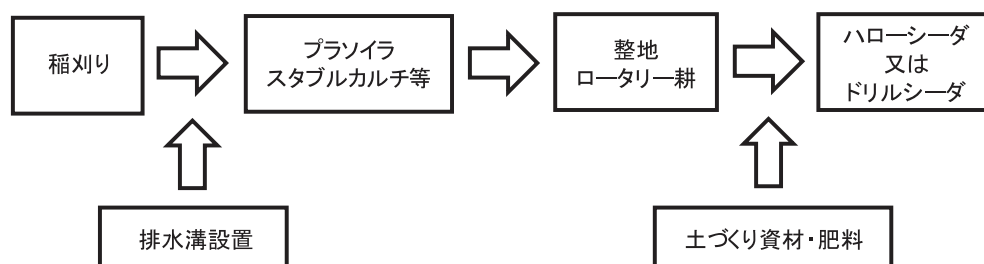 稲刈り
プラソイラ
スタブルカルチ等
整地
ロータリー耕
ハローシーダ
又は
ドリルシーダ
排水溝設置
土づくり資材・肥料